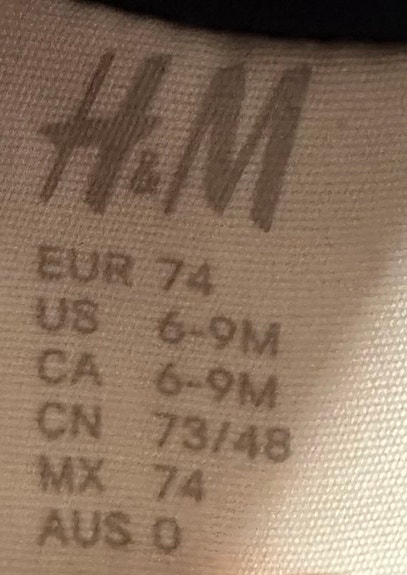 H&M
EUR 74
US 6-9M
CA 6-9M
CN 73/48
MX 74
AUS 0